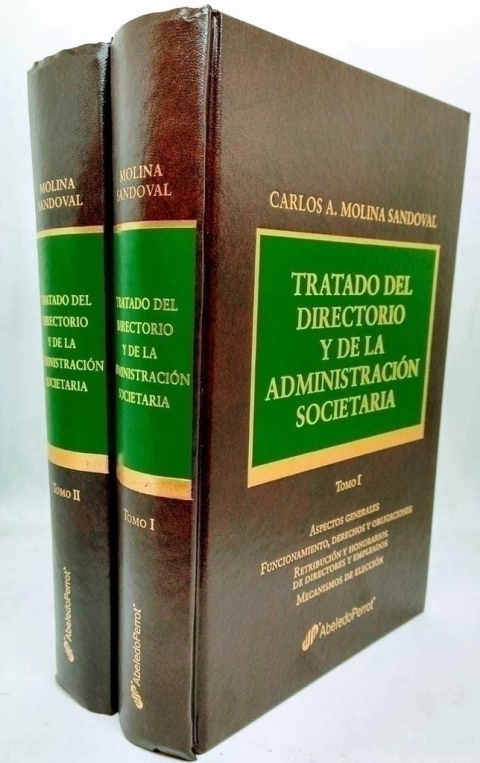 MOLINA
SANDOVAL
TRATADO DEL
DIRECTORIO
Y DE LA
ADMINISTRACIÓN
SOCIETARIA
TOMO II
AbeledoPerrot
MOLINA
SANDOVAL
TRATADO DEL
DIRECTORIO
Y DE LA
ADMINISTRACIÓN
SOCIETARIA
TOMO I
AbeledoPerrot
CARLOS A. MOLINA SANDOVAL
TRATADO DEL
DIRECTORIO
Y DE LA
ADMINISTRACIÓN
SOCIETARIA
TOMO I
ASPECTOS GENERALES
FUNCIONAMIENTO, DERECHOS Y OBLIGACIONES
RETRIBUCIÓN Y HONORARIOS
DE DIRECTORES Y EMPLEADOS
MECANISMOS DE ELECCIÓN
AbeledoPerrot